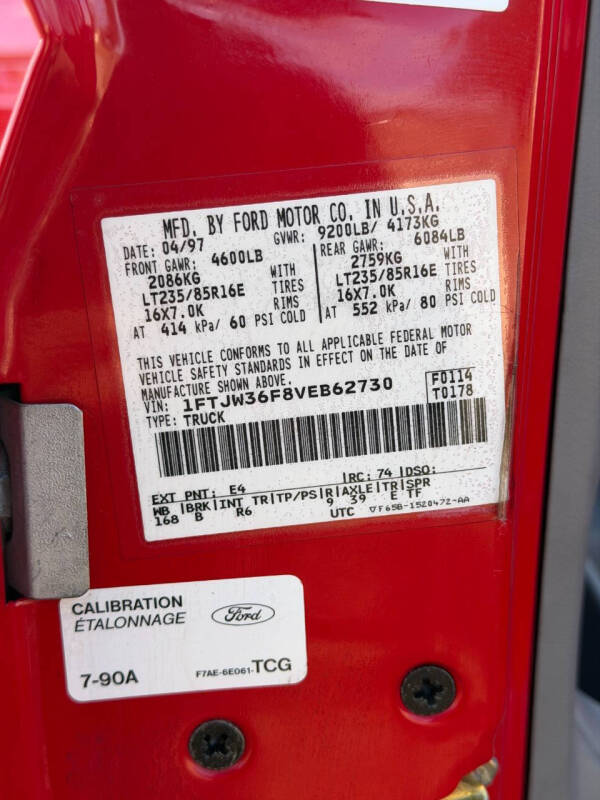 MFD. BY FORD MOTOR CO. IN U.S.A.
DATE: 04/97 GVWR: 9200LB/ 4173KG
FRONT GAWR: 4600LB REAR GAWR: 6084LB
2086KG WITH 2759KG WITH
LT235/85R16E TIRES LT235/85R16E TIRES
16X7.0K RIMS 16X7.0K RIMS
AT 414 kPa/ 60 PSI COLD AT 552 kPa/ 80 PSI COLD
THIS VEHICLE CONFORMS TO ALL APPLICABLE FEDERAL MOTOR
VEHICLE SAFETY STANDARDS IN EFFECT ON THE DATE OF
MANUFACTURE SHOWN ABOVE.
VIN: 1FTJW36F8VEB62730 F0114
TYPE: TRUCK T0178
EXT PNT: E4 RC: 74 DSO:
WB BRK INT TR TP/PS R AXLE TR SPR
168 B R6 9 39 E TF
UTC ▽F65B-1520472-AA
CALIBRATION Ford
ÉTALONNAGE
7-90A F7AE-6E061-TCG